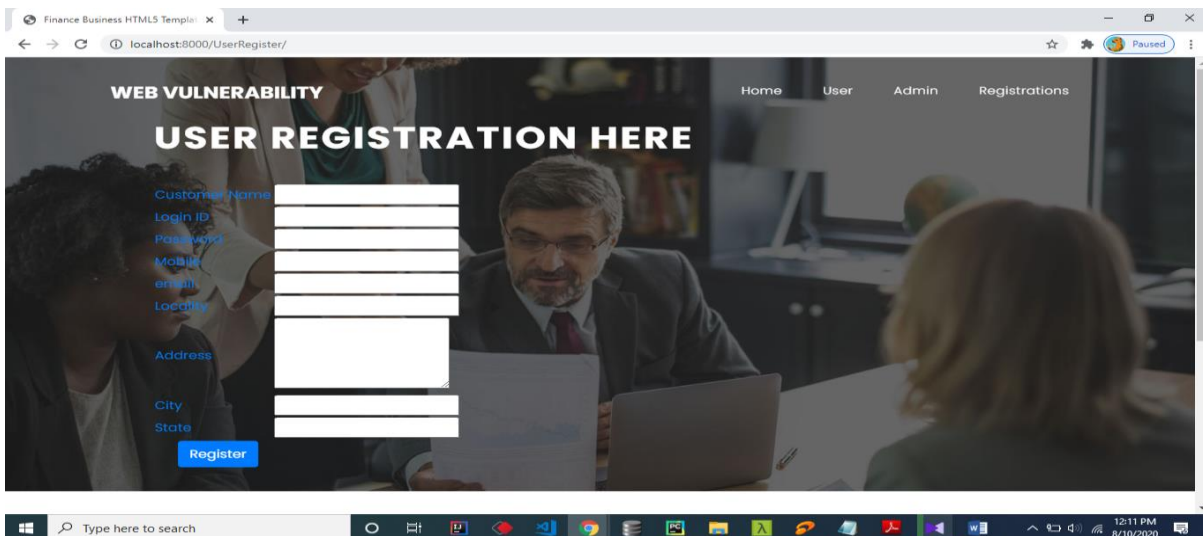 Finance Business HTML5 Templat
localhost:8000/UserRegister/
Paused
WEB VULNERABILITY
Home User Admin Registrations
USER REGISTRATION HERE
Customer Name
Login ID
Password
Mobile
email
Locality
Address
City
State
Register
Type here to search
12:11 PM
8/10/2020